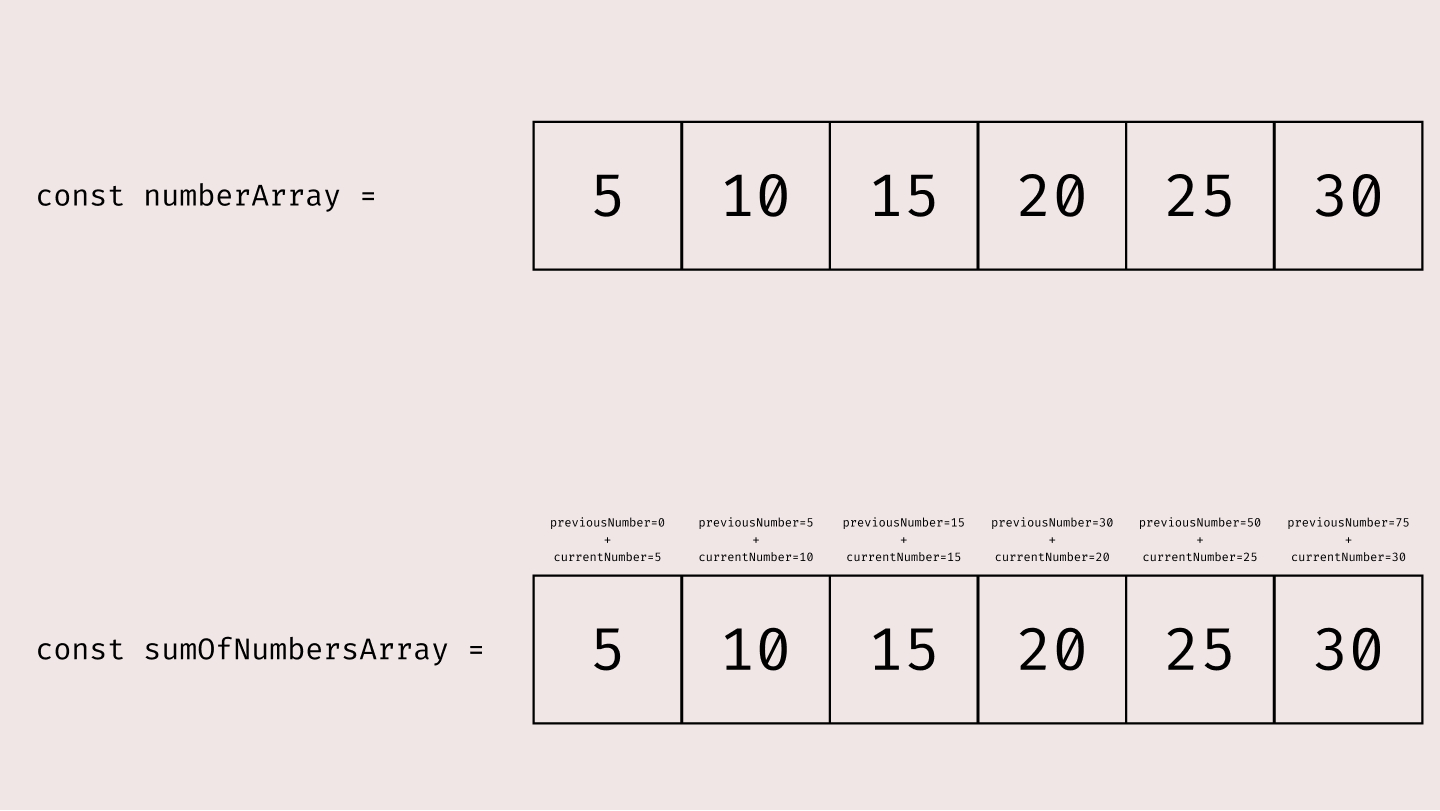 const numberArray = 5 10 15 20 25 30
previousNumber=0 previousNumber=5 previousNumber=15 previousNumber=30 previousNumber=50 previousNumber=75
+ + + + + +
currentNumber=5 currentNumber=10 currentNumber=15 currentNumber=20 currentNumber=25 currentNumber=30
const sumOfNumbersArray = 5 10 15 20 25 30